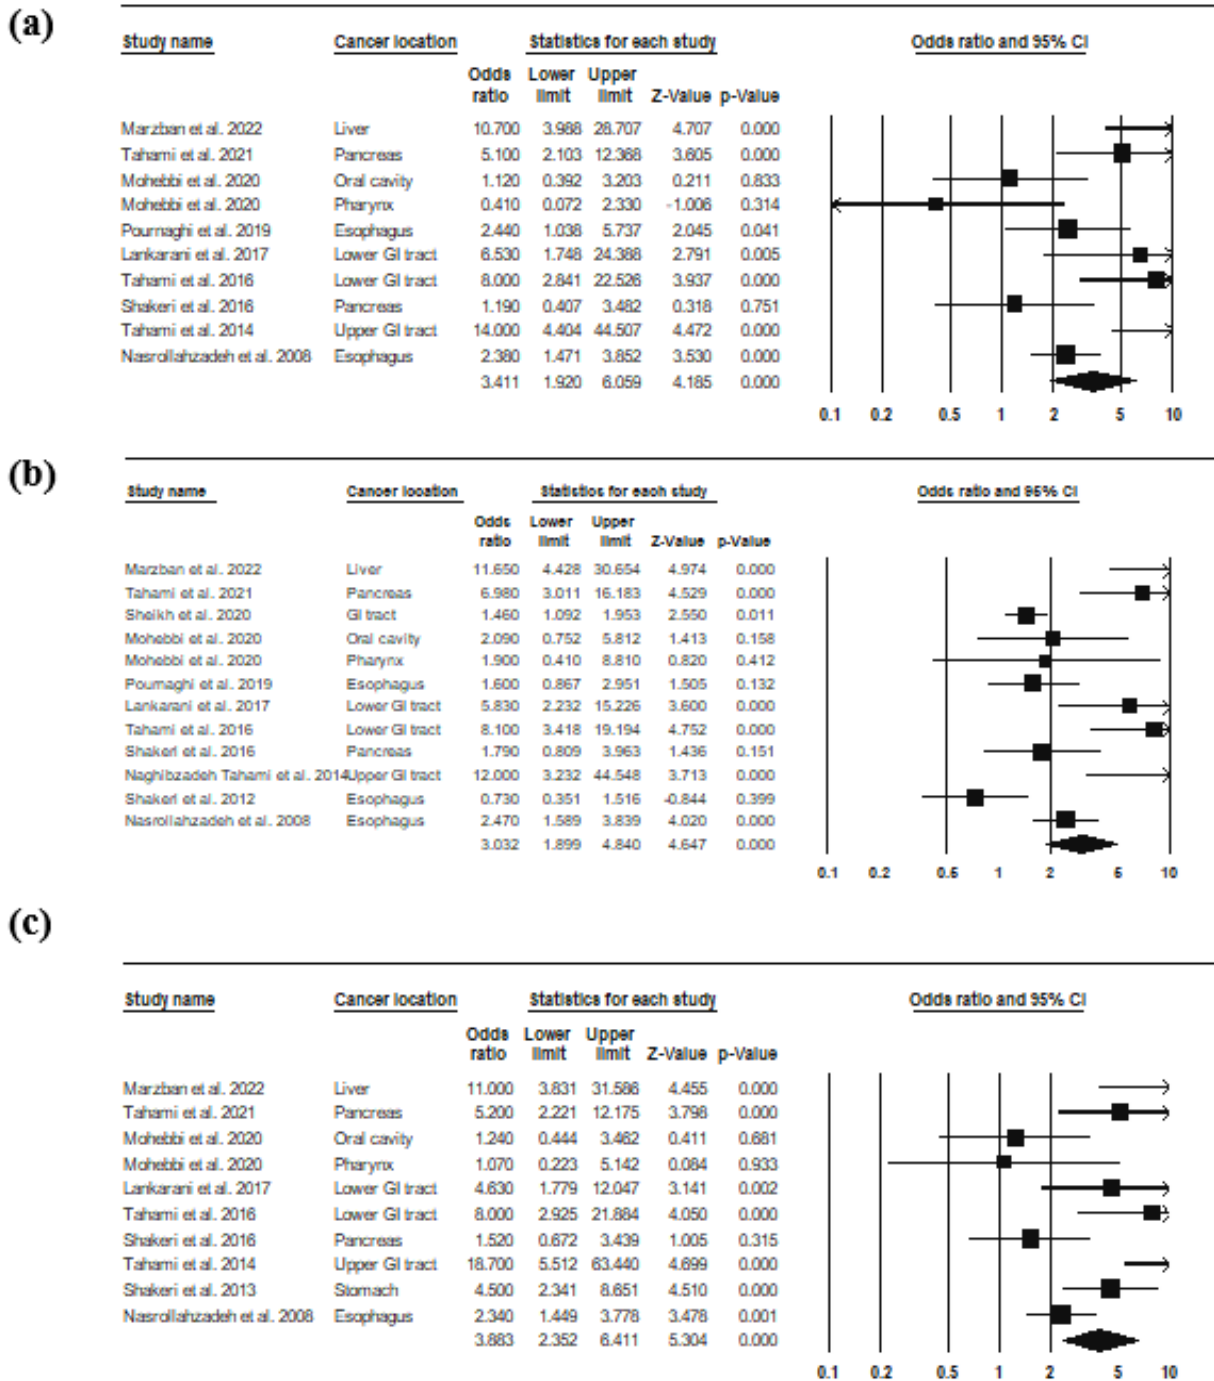 (a)
Study name Cancer location Statistics for each study Odds ratio and 95% CI
Odds Lower Upper
ratio limit limit Z-Value p-Value
Marzban et al. 2022 Liver 10.700 3.988 28.707 4.707 0.000
Tahami et al. 2021 Pancreas 5.100 2.103 12.368 3.605 0.000
Mohebbi et al. 2020 Oral cavity 1.120 0.392 3.203 0.211 0.833
Mohebbi et al. 2020 Pharynx 0.410 0.072 2.330 -1.006 0.314
Pournaghi et al. 2019 Esophagus 2.440 1.038 5.737 2.045 0.041
Lankarani et al. 2017 Lower GI tract 6.530 1.748 24.388 2.791 0.005
Tahami et al. 2016 Lower GI tract 8.000 2.841 22.526 3.937 0.000
Shakeri et al. 2016 Pancreas 1.190 0.407 3.482 0.318 0.751
Tahami et al. 2014 Upper GI tract 14.000 4.404 44.507 4.472 0.000
Nasrollahzadeh et al. 2008 Esophagus 2.380 1.471 3.852 3.530 0.000
3.411 1.920 6.059 4.185 0.000
0.1 0.2 0.5 1 2 5 10
(b)
Study name Cancer location Statistics for each study Odds ratio and 95% CI
Odds Lower Upper
ratio limit limit Z-Value p-Value
Marzban et al. 2022 Liver 11.650 4.428 30.654 4.974 0.000
Tahami et al. 2021 Pancreas 6.980 3.011 16.183 4.529 0.000
Sheikh et al. 2020 GI tract 1.460 1.092 1.953 2.550 0.011
Mohebbi et al. 2020 Oral cavity 2.090 0.752 5.812 1.413 0.158
Mohebbi et al. 2020 Pharynx 1.900 0.410 8.810 0.820 0.412
Pournaghi et al. 2019 Esophagus 1.600 0.867 2.951 1.505 0.132
Lankarani et al. 2017 Lower GI tract 5.830 2.232 15.226 3.600 0.000
Tahami et al. 2016 Lower GI tract 8.100 3.418 19.194 4.752 0.000
Shakeri et al. 2016 Pancreas 1.790 0.809 3.963 1.436 0.151
Naghibzadeh Tahami et al. 2014 Upper GI tract 12.000 3.232 44.548 3.713 0.000
Shakeri et al. 2012 Esophagus 0.730 0.351 1.516 -0.844 0.399
Nasrollahzadeh et al. 2008 Esophagus 2.470 1.589 3.839 4.020 0.000
3.032 1.899 4.840 4.647 0.000
0.1 0.2 0.5 1 2 5 10
(c)
Study name Cancer location Statistics for each study Odds ratio and 95% CI
Odds Lower Upper
ratio limit limit Z-Value p-Value
Marzban et al. 2022 Liver 11.000 3.831 31.586 4.455 0.000
Tahami et al. 2021 Pancreas 5.200 2.221 12.175 3.798 0.000
Mohebbi et al. 2020 Oral cavity 1.240 0.444 3.462 0.411 0.681
Mohebbi et al. 2020 Pharynx 1.070 0.223 5.142 0.084 0.933
Lankarani et al. 2017 Lower GI tract 4.630 1.779 12.047 3.141 0.002
Tahami et al. 2016 Lower GI tract 8.000 2.925 21.884 4.050 0.000
Shakeri et al. 2016 Pancreas 1.520 0.672 3.439 1.005 0.315
Tahami et al. 2014 Upper GI tract 18.700 5.512 63.440 4.699 0.000
Shakeri et al. 2013 Stomach 4.500 2.341 8.651 4.510 0.000
Nasrollahzadeh et al. 2008 Esophagus 2.340 1.449 3.778 3.478 0.001
3.883 2.352 6.411 5.304 0.000
0.1 0.2 0.5 1 2 5 10